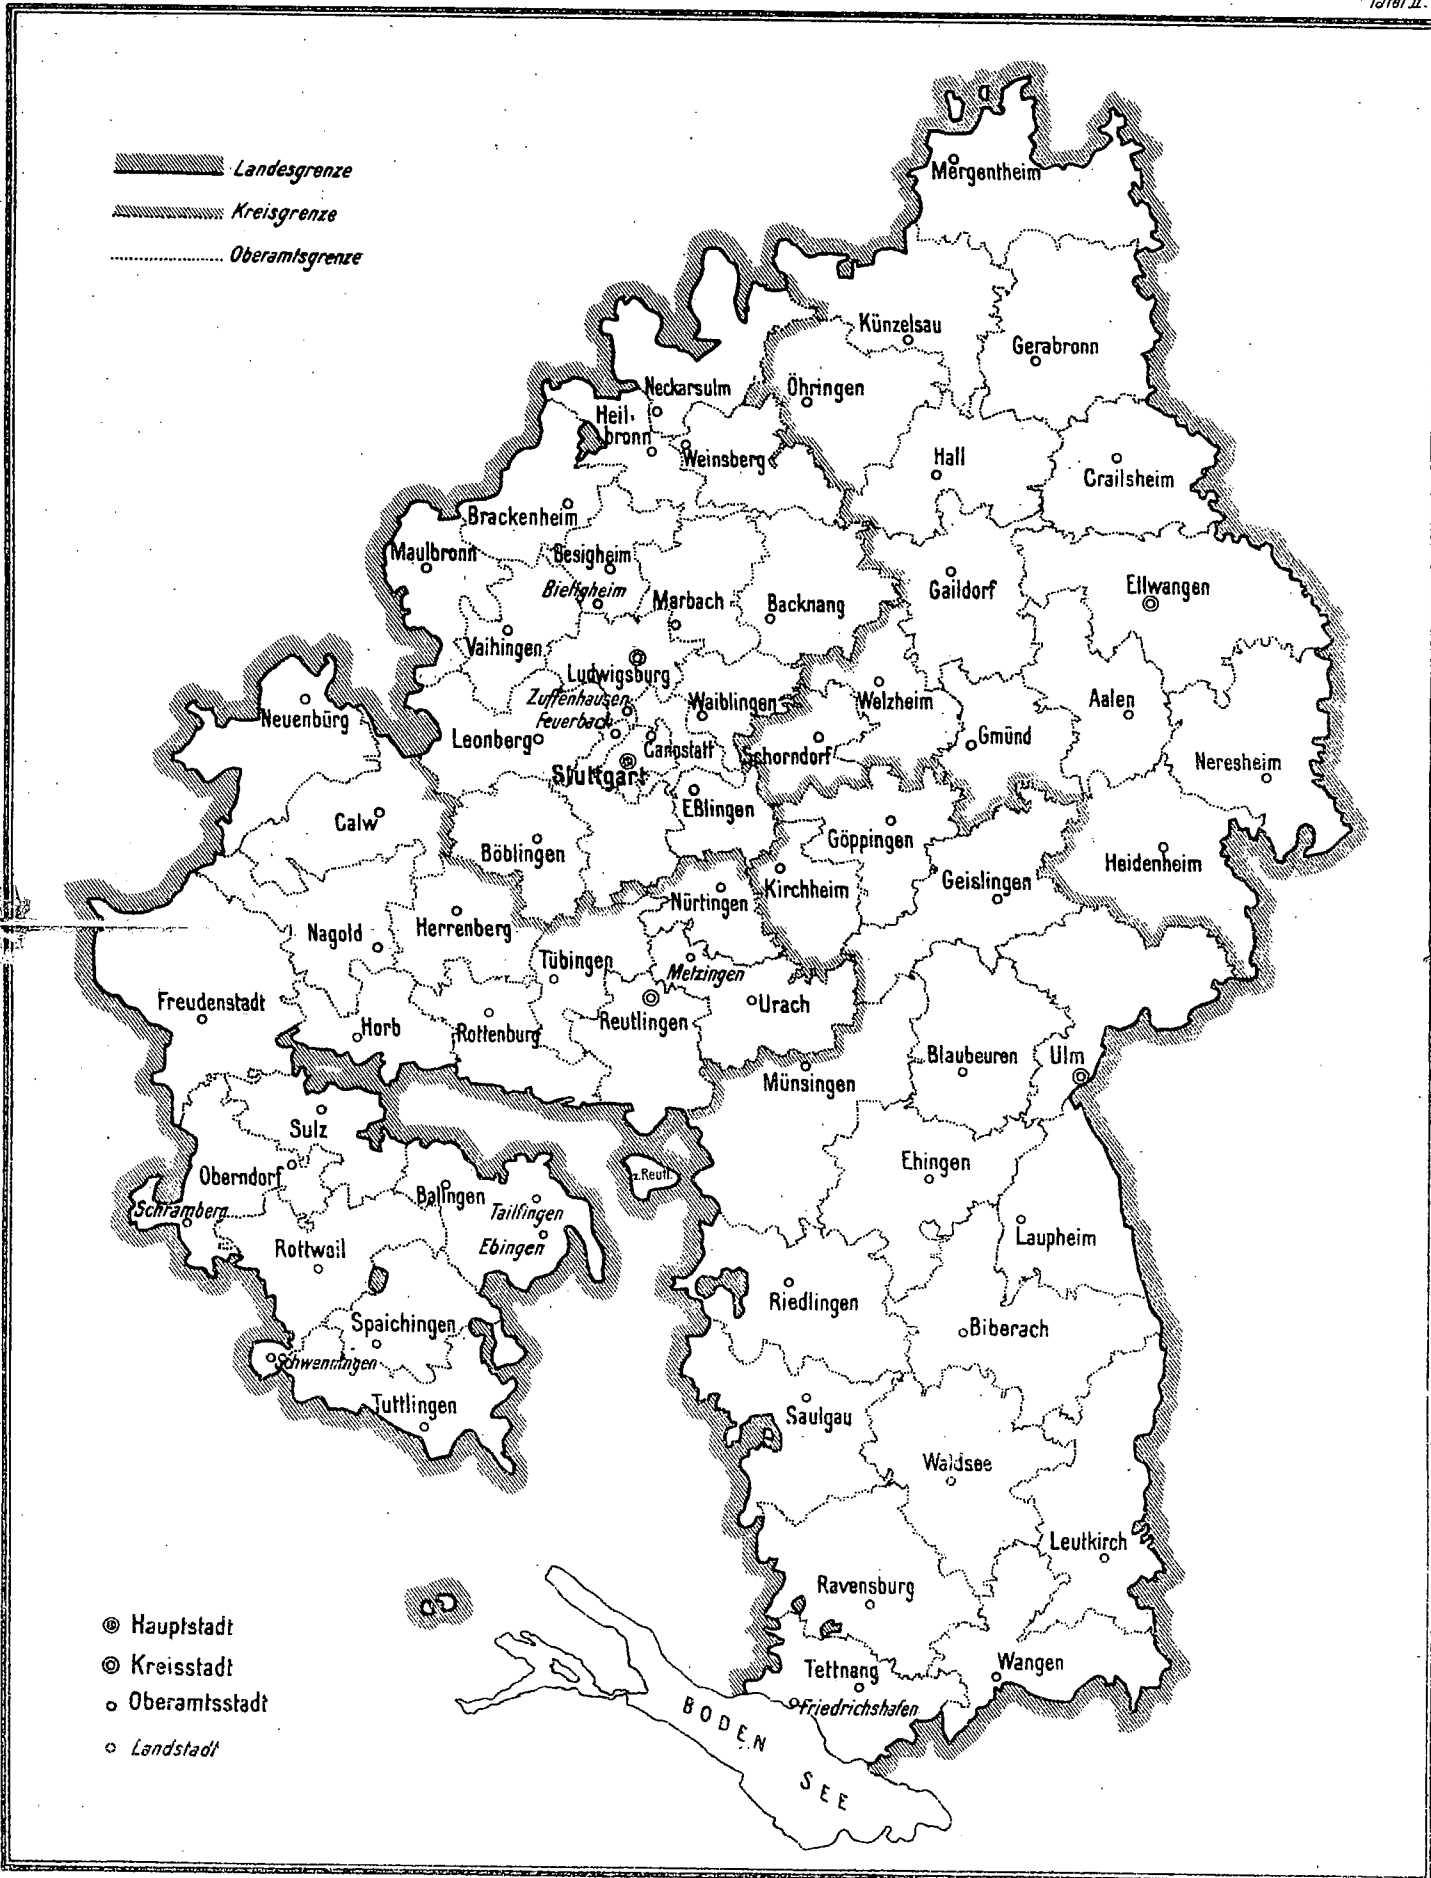 Tafel II.
Landesgrenze
Kreisgrenze
Oberamtsgrenze
Mergentheim
Künzelsau
Gerabronn
Neckarsulm
Öhringen
Heil-
bronn
Weinsberg
Hall
Crailsheim
Brackenheim
Maulbronn
Besigheim
Bietigheim
Marbach
Backnang
Gaildorf
Ellwangen
Vaihingen
Ludwigsburg
Zuffenhausen
Feuerbach
Waiblingen
Welzheim
Aalen
Neuenbürg
Leonberg
Cannstatt
Schorndorf
Gmünd
Stuttgart
Neresheim
Eßlingen
Calw
Böblingen
Göppingen
Heidenheim
Nürtingen
Kirchheim
Geislingen
Nagold
Herrenberg
Tübingen
Metzingen
Freudenstadt
Horb
Rottenburg
Reutlingen
Urach
Blaubeuren
Ulm
Münsingen
Sulz
Oberndorf
z.Reutl.
Ehingen
Schramberg
Balingen
Tailfingen
Ebingen
Rottweil
Laupheim
Riedlingen
Spaichingen
Biberach
Schwenningen
Tuttlingen
Saulgau
Waldsee
Leutkirch
Ravensburg
Tettnang
Wangen
Friedrichshafen
BODEN
SEE
Hauptstadt
Kreisstadt
Oberamtsstadt
Landstadt